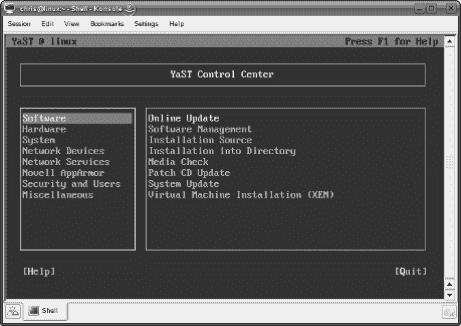 chris@linux:~ - Shell - Konsole
Session Edit View Bookmarks Settings Help
YaST @ linux Press F1 for Help
YaST Control Center
Software
Hardware
System
Network Devices
Network Services
Novell AppArmor
Security and Users
Miscellaneous
Online Update
Software Management
Installation Source
Installation into Directory
Media Check
Patch CD Update
System Update
Virtual Machine Installation (XEN)
[Help] [Quit]
Shell